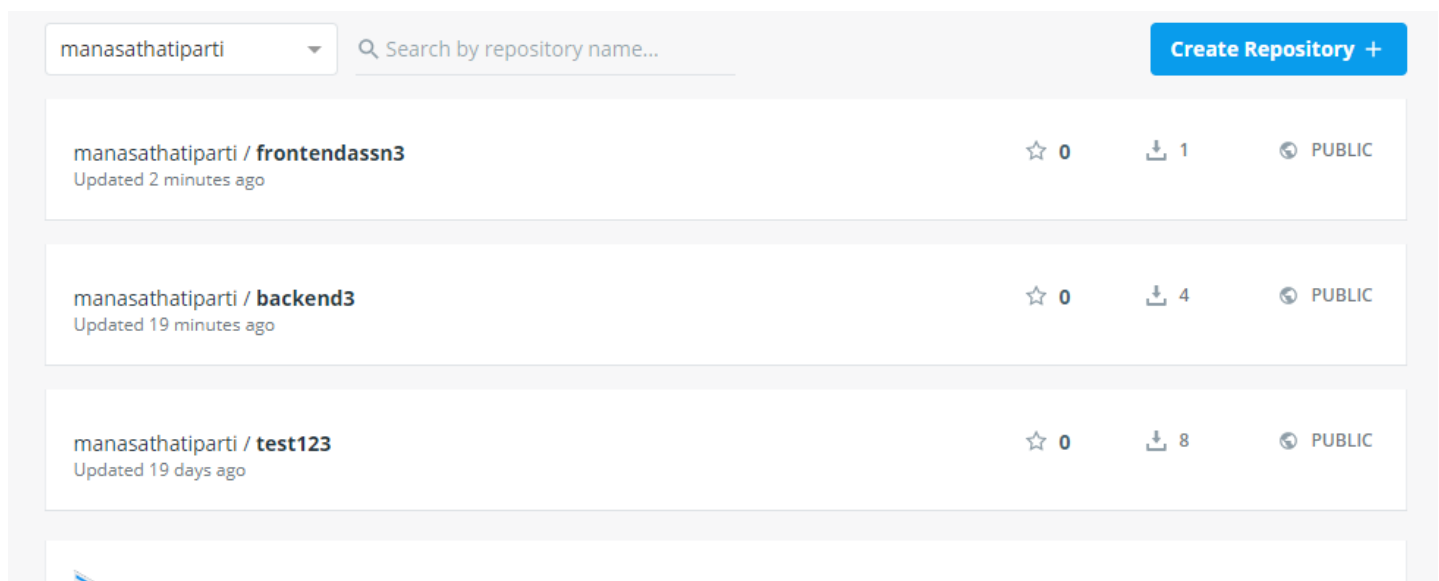 manasathatiparti Search by repository name... Create Repository +
manasathatiparti / frontendassn3 0 1 PUBLIC
Updated 2 minutes ago
manasathatiparti / backend3 0 4 PUBLIC
Updated 19 minutes ago
manasathatiparti / test123 0 8 PUBLIC
Updated 19 days ago